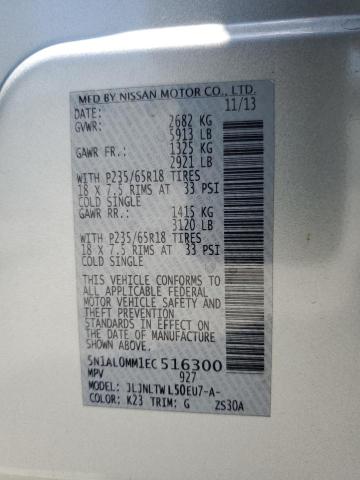 MFD BY NISSAN MOTOR CO., LTD.
DATE: 11/13
GVWR: 2682 KG
5913 LB
GAWR FR.: 1325 KG
2921 LB
WITH P235/65R18 TIRES
18 X 7.5 RIMS AT 33 PSI
COLD SINGLE
GAWR RR.: 1415 KG
3120 LB
WITH P235/65R18 TIRES
18 X 7.5 RIMS AT 33 PSI
COLD SINGLE
THIS VEHICLE CONFORMS TO
ALL APPLICABLE FEDERAL
MOTOR VEHICLE SAFETY AND
THEFT PREVENTION
STANDARDS IN EFFECT ON
THE DATE OF MANUFACTURE
SHOWN ABOVE.
5N1AL0MM1EC516300
MPV 927
MODEL: JLJNLTWL50EU7-A-
COLOR: K23 TRIM: G ZS30A